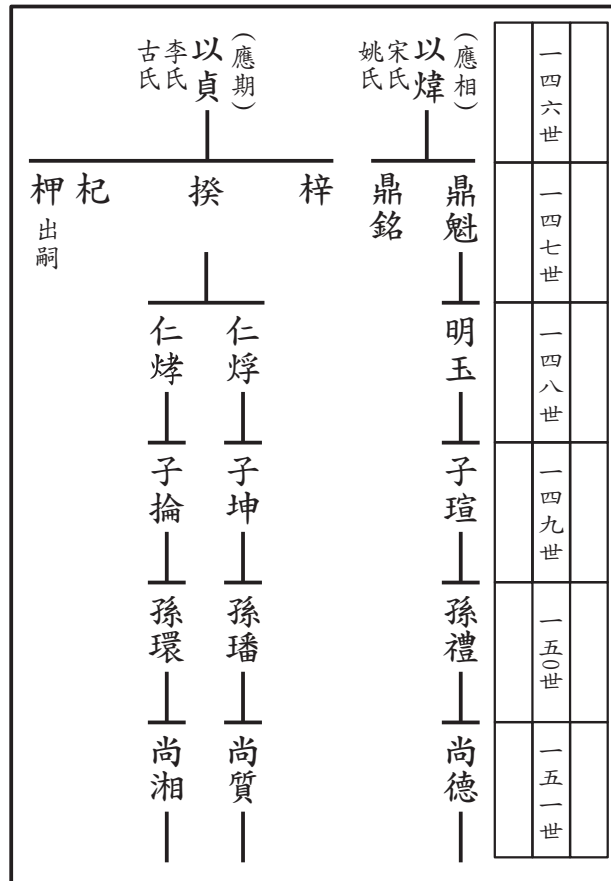 一四六世
一四七世
一四八世
一四九世
一五〇世
一五一世
(應相)
以煒
宋氏
姚氏
(應期)
以貞
李氏
古氏
鼎魁
鼎銘
梓
揆
杞
柙
出嗣
明玉
仁烰
仁烤
子瑄
子坤
子掄
孫禮
孫璠
孫環
尚德
尚質
尚湘